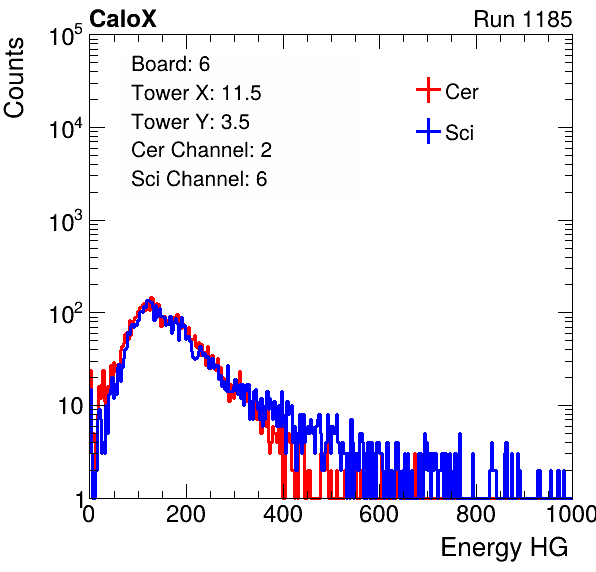 CaloX Run 1185
Counts
10^5
10^4
10^3
10^2
10
1
Board: 6
Tower X: 11.5
Tower Y: 3.5
Cer Channel: 2
Sci Channel: 6
Cer
Sci
0 200 400 600 800 1000
Energy HG